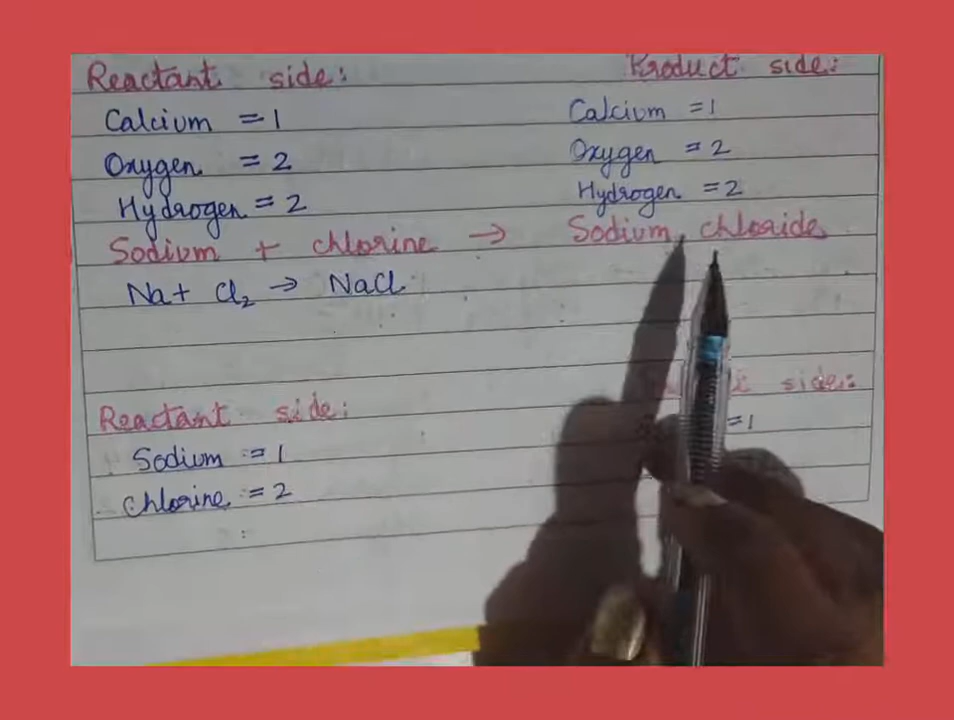 Reactant side: Product side:
Calcium = 1 Calcium = 1
Oxygen = 2 Oxygen = 2
Hydrogen = 2 Hydrogen = 2
Sodium + chlorine → Sodium chloride
Na + Cl₂ → NaCl
Reactant side: side:
Sodium = 1 = 1
Chlorine = 2